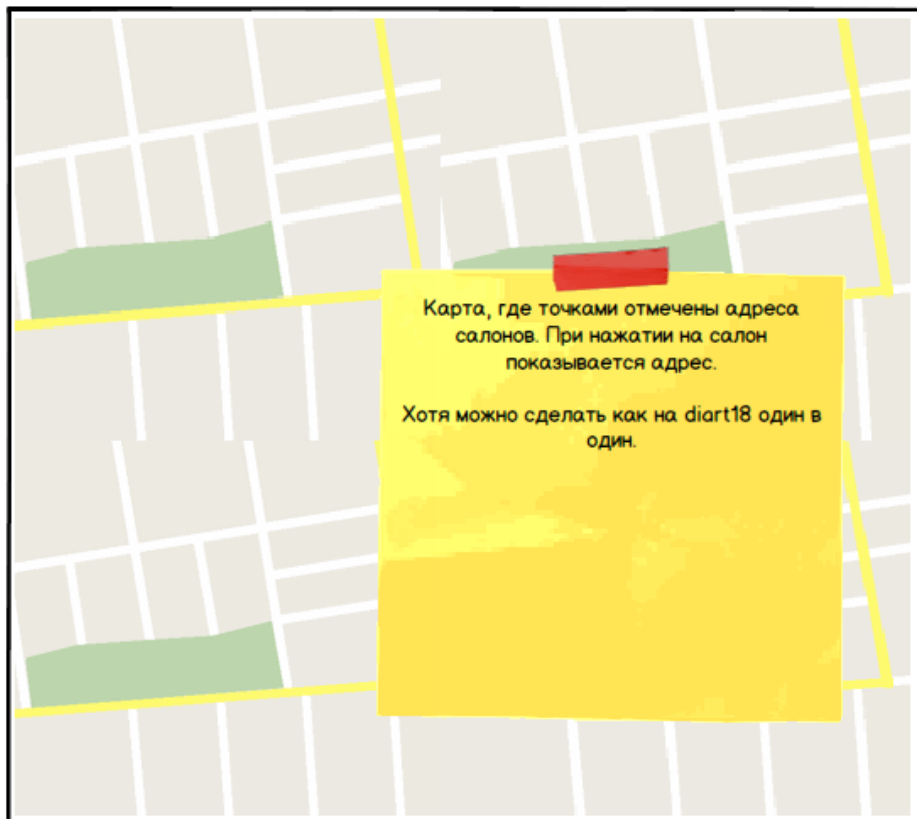 Карта, где точками отмечены адреса
салонов. При нажатии на салон
показывается адрес.
Хотя можно сделать как на diart18 один в
один.